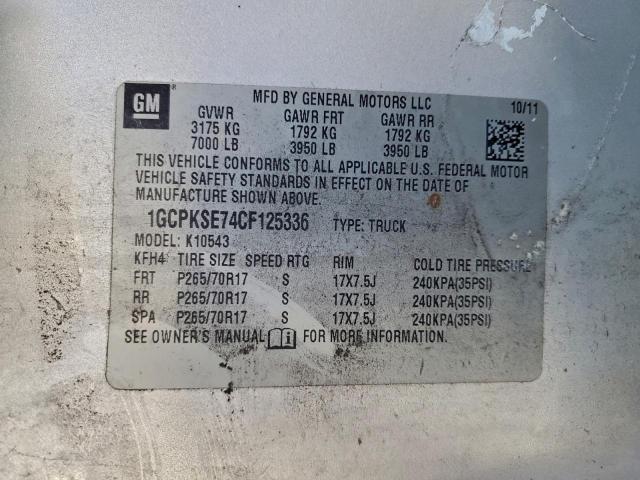 GM ® MFD BY GENERAL MOTORS LLC 10/11
GVWR GAWR FRT GAWR RR
3175 KG 1792 KG 1792 KG
7000 LB 3950 LB 3950 LB
THIS VEHICLE CONFORMS TO ALL APPLICABLE U.S. FEDERAL MOTOR
VEHICLE SAFETY STANDARDS IN EFFECT ON THE DATE OF
MANUFACTURE SHOWN ABOVE.
1GCPKSE74CF125336 TYPE: TRUCK
MODEL: K10543
KFH4 TIRE SIZE SPEED RTG RIM COLD TIRE PRESSURE
FRT P265/70R17 S 17X7.5J 240KPA(35PSI)
RR P265/70R17 S 17X7.5J 240KPA(35PSI)
SPA P265/70R17 S 17X7.5J 240KPA(35PSI)
SEE OWNER'S MANUAL i FOR MORE INFORMATION.